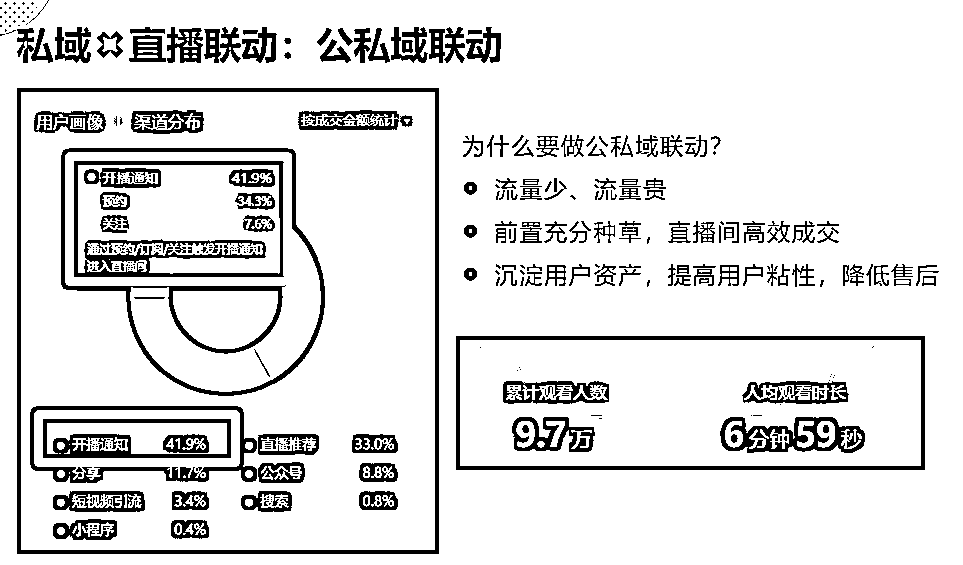 私域×直播联动：公私域联动
用户画像 渠道分布 按成交金额统计
开播通知 41.9%
预约 34.3%
关注 7.6%
通过预约/订阅/关注触发开播通知
进入直播间
开播通知 41.9% 直播推荐 33.0%
分享 11.7% 公众号 8.8%
短视频引流 3.4% 搜索 0.8%
小程序 0.4%
为什么要做公私域联动？
流量少、流量贵
前置充分种草，直播间高效成交
沉淀用户资产，提高用户粘性，降低售后
累计观看人数 人均观看时长
9.7万 6分钟59秒